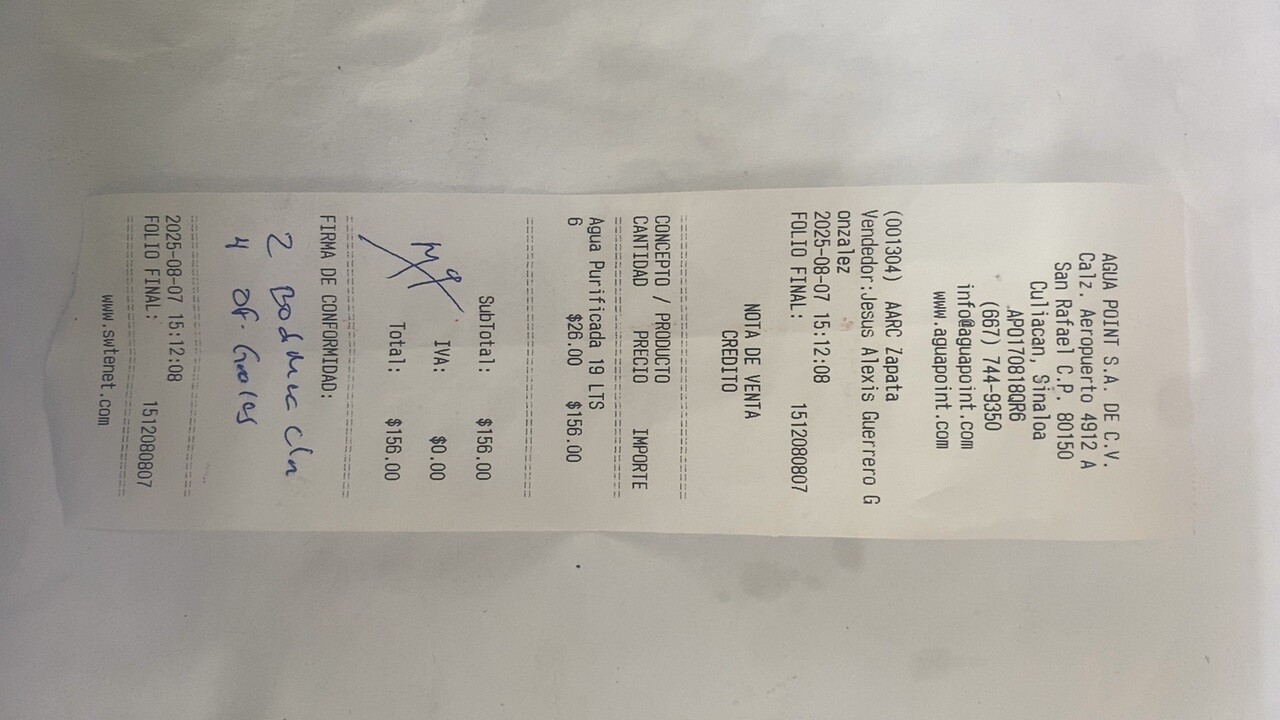 AGUA POINT S.A. DE C.V.
Calz. Aeropuerto 4912 A
San Rafael C.P. 80150
Culiacan, Sinaloa
APO170818QR6
(667) 744-9350
info@aguapoint.com
www.aguapoint.com
(001304) AARC Zapata
Vendedor:Jesus Alexis Guerrero G
onzalez
2025-08-07 15:12:08
FOLIO FINAL: 1512080807
NOTA DE VENTA
CREDITO
CONCEPTO / PRODUCTO
CANTIDAD PRECIO IMPORTE
Agua Purificada 19 LTS
6 $26.00 $156.00
SubTotal: $156.00
IVA: $0.00
Total: $156.00
FIRMA DE CONFORMIDAD:
2
4 of.
2025-08-07 15:12:08
FOLIO FINAL: 1512080807
www.swtenet.com